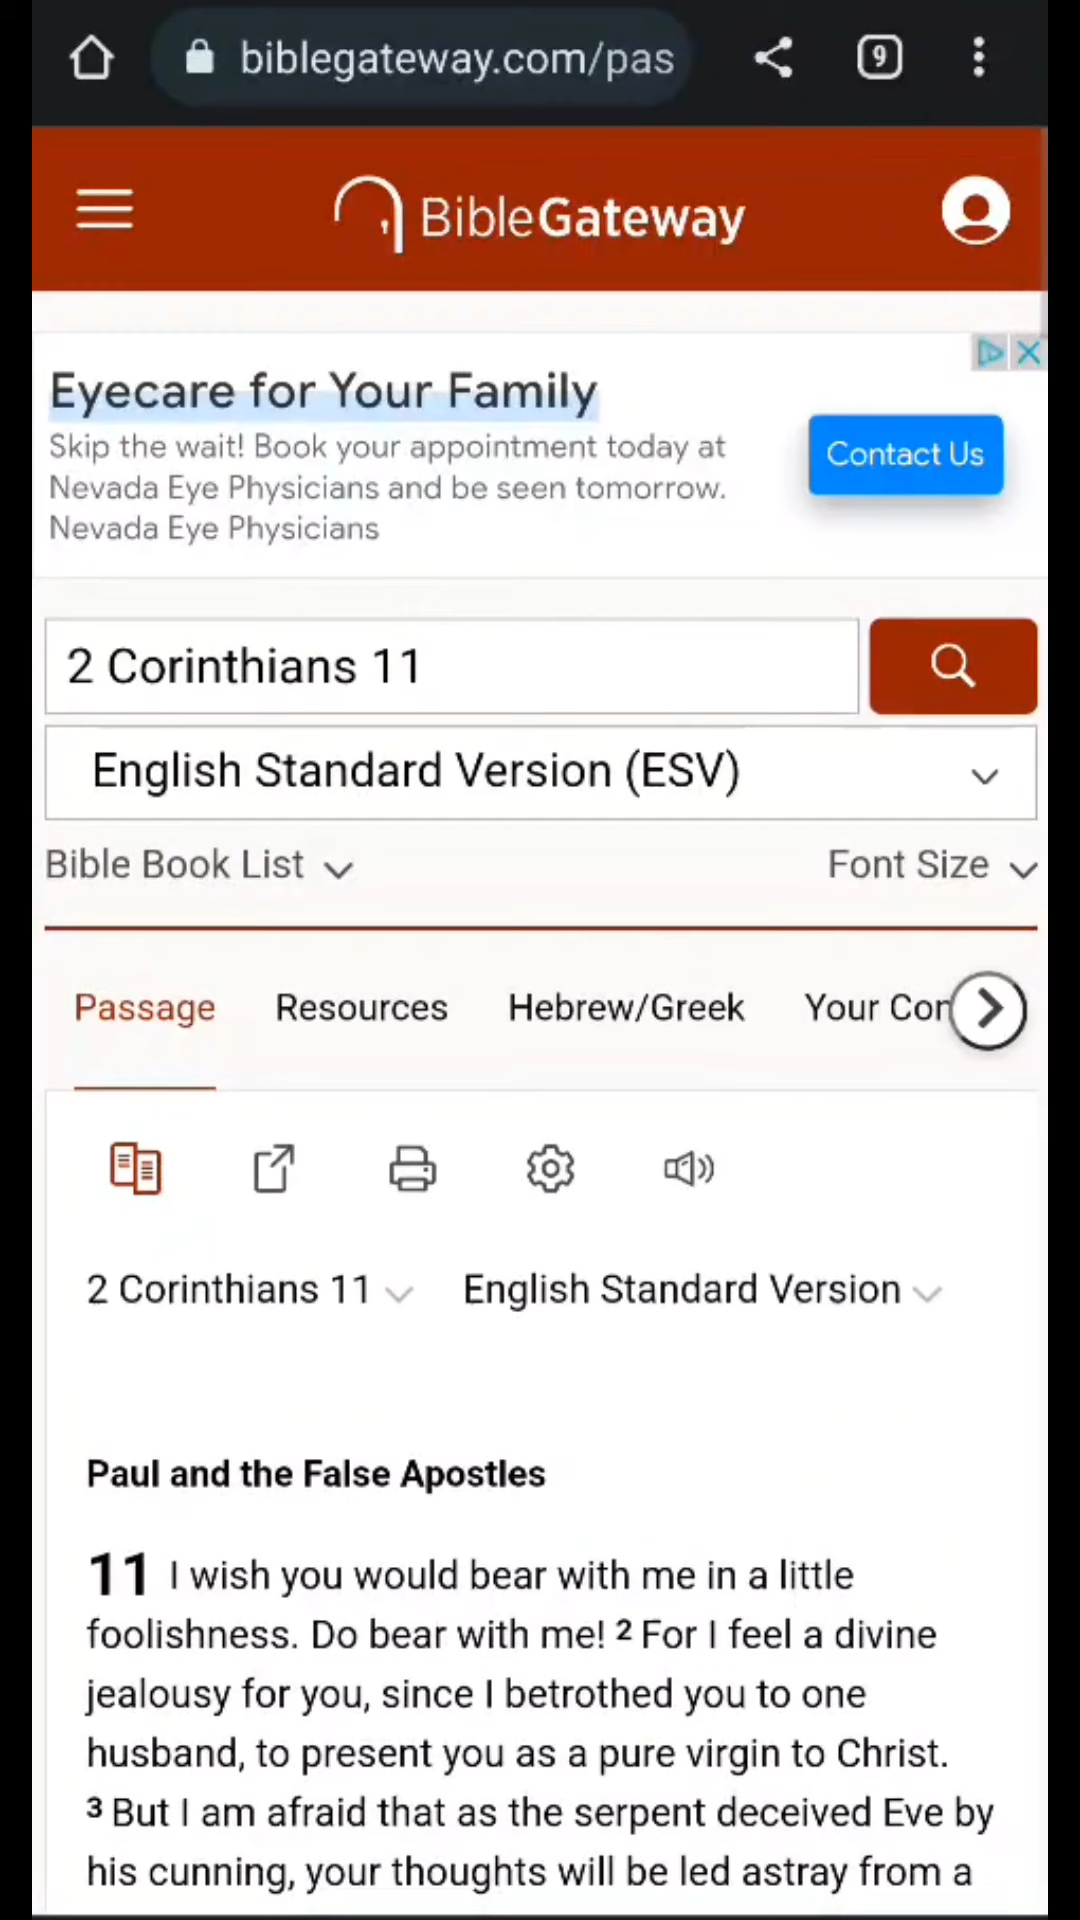 biblegateway.com/pas
9
BibleGateway
Eyecare for Your Family
Skip the wait! Book your appointment today at
Nevada Eye Physicians and be seen tomorrow.
Nevada Eye Physicians
Contact Us
2 Corinthians 11
English Standard Version (ESV)
Bible Book List
Font Size
Passage Resources Hebrew/Greek Your Cor
2 Corinthians 11 English Standard Version
Paul and the False Apostles
11 I wish you would bear with me in a little
foolishness. Do bear with me! 2 For I feel a divine
jealousy for you, since I betrothed you to one
husband, to present you as a pure virgin to Christ.
3 But I am afraid that as the serpent deceived Eve by
his cunning, your thoughts will be led astray from a